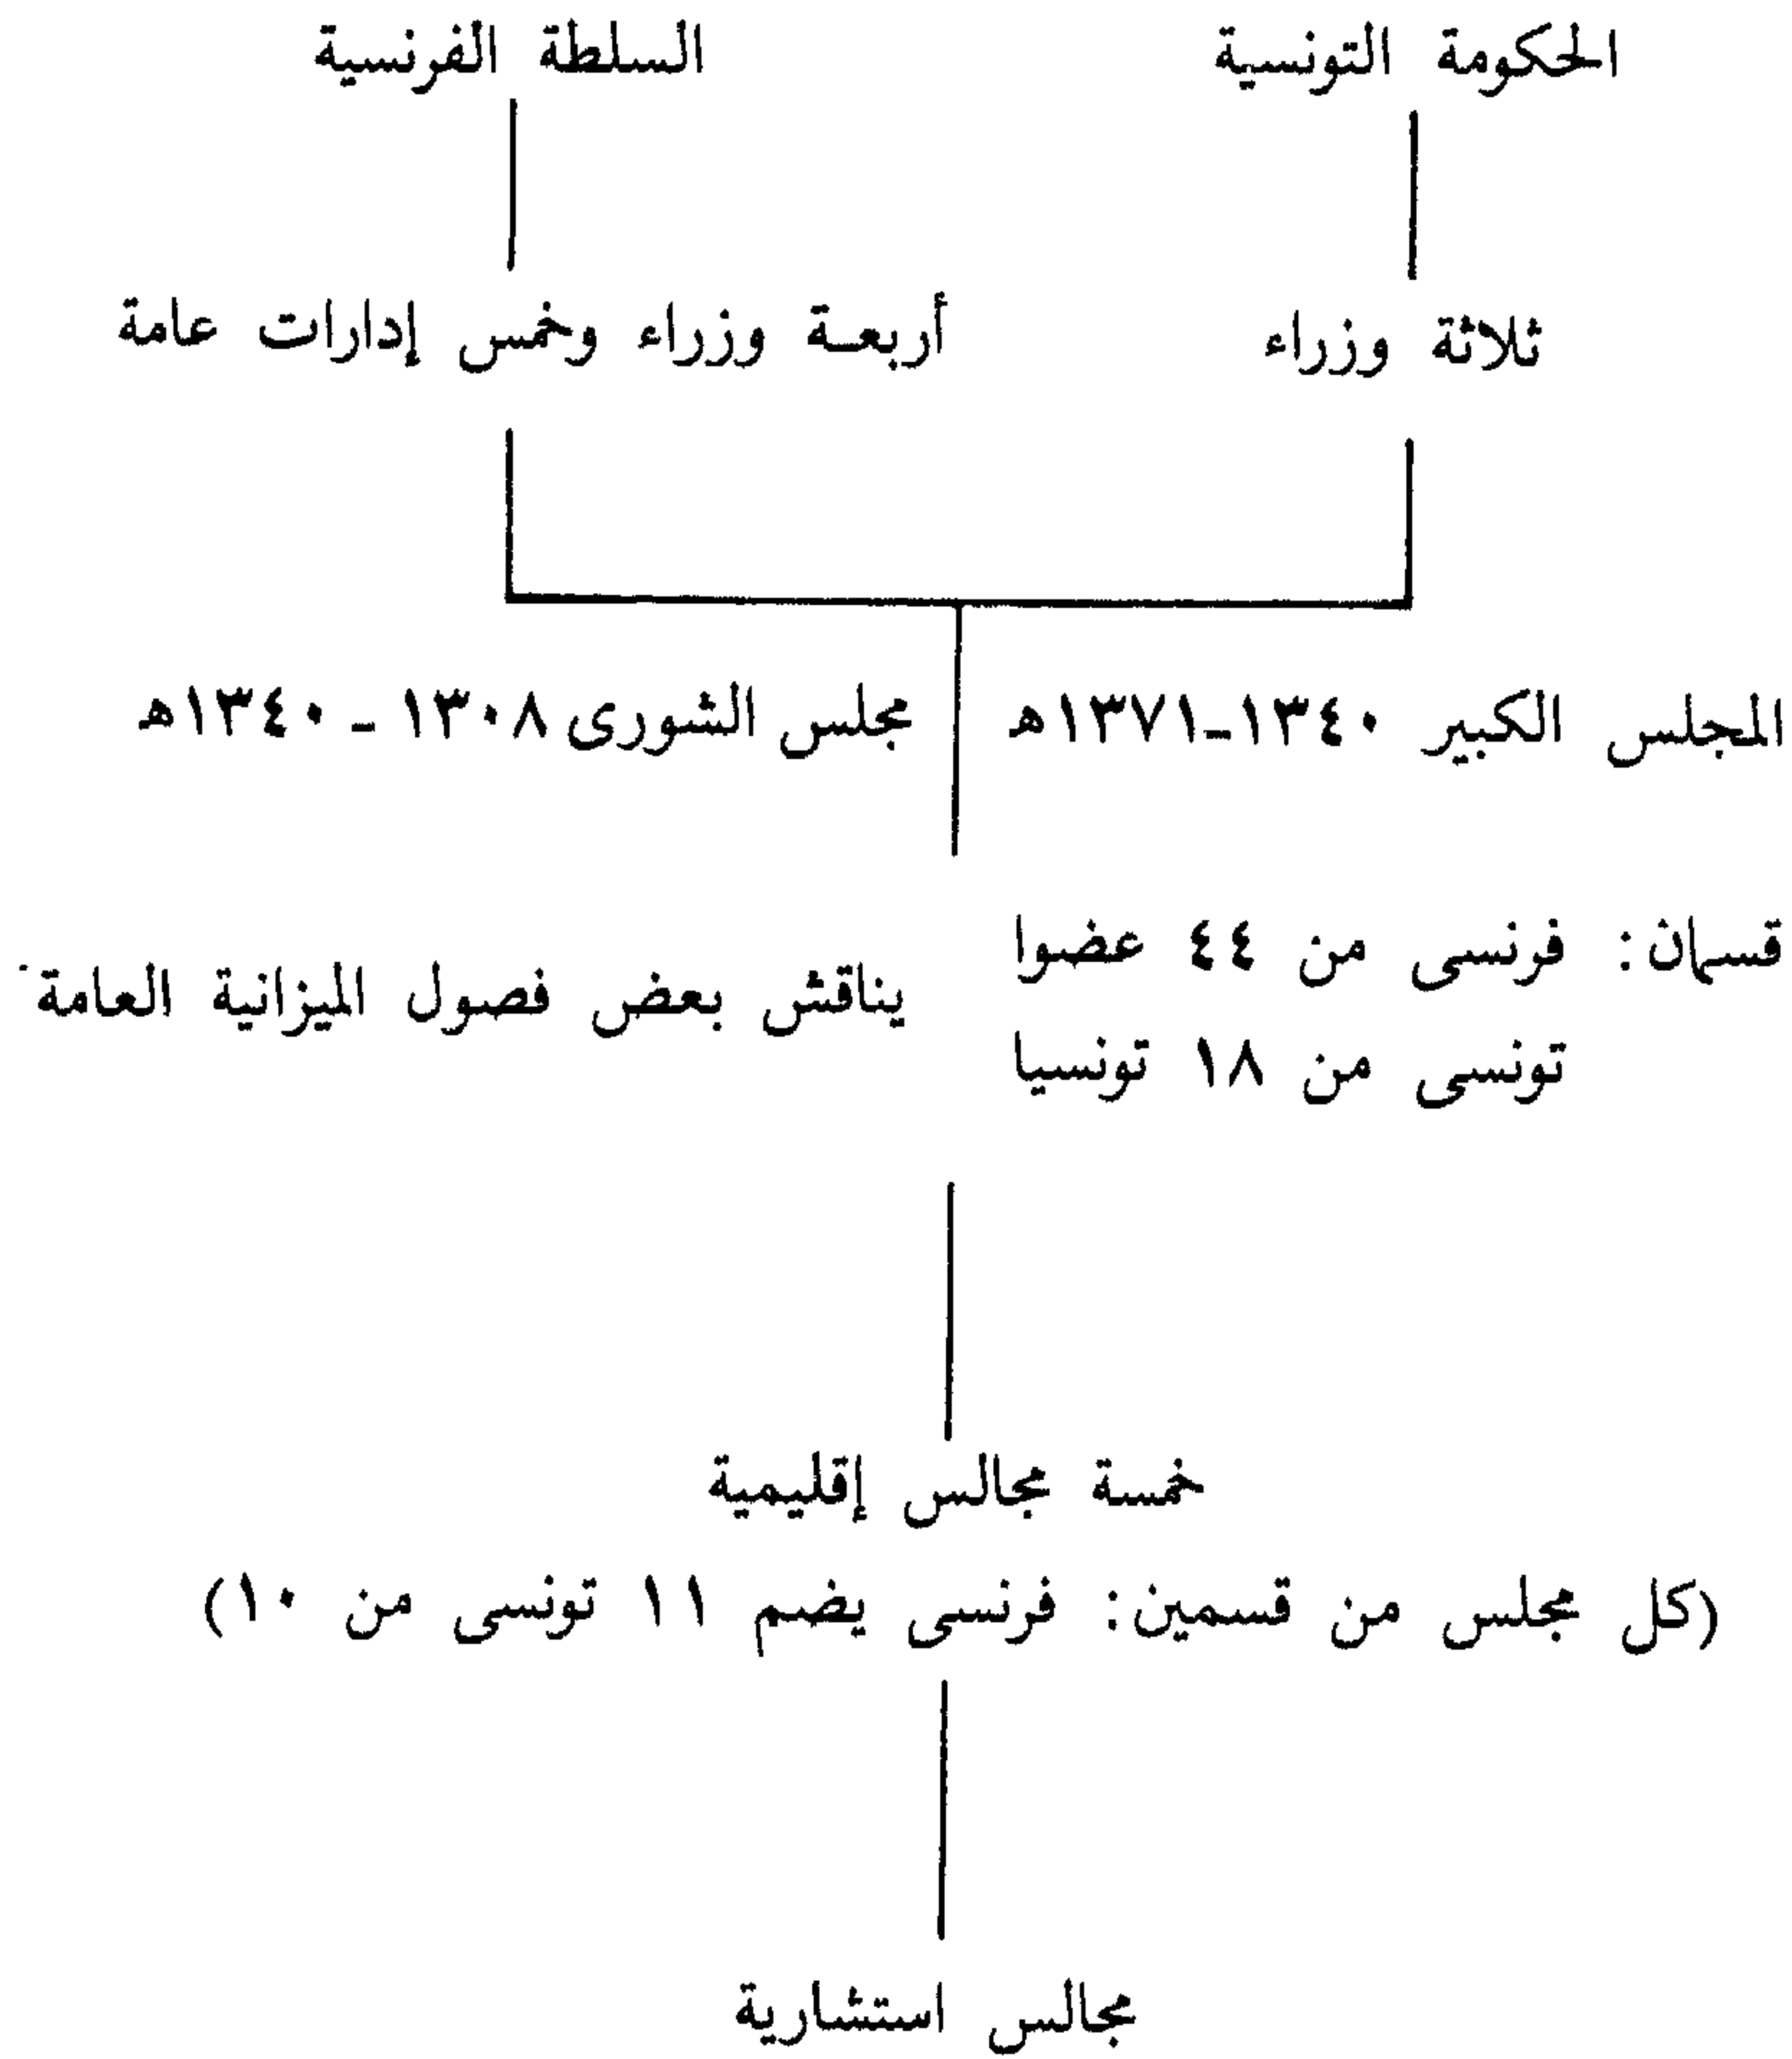 الحكومة التونسية
السلطة الفرنسية
ثلاثة وزراء
أربعة وزراء وخمس إدارات عامة
المجلس الكبير ١٣٤٠-١٣٧١هـ
مجلس الشورى ١٣٠٨ - ١٣٤٠هـ
قسمان: فرنسى من ٤٤ عضوا
تونسى من ١٨ تونسيا
يناقش بعض فصول الميزانية العامة
خمسة مجالس إقليمية
(كل مجلس من قسمين: فرنسى يضم ١١ تونسى من ١٠)
مجالس استشارية